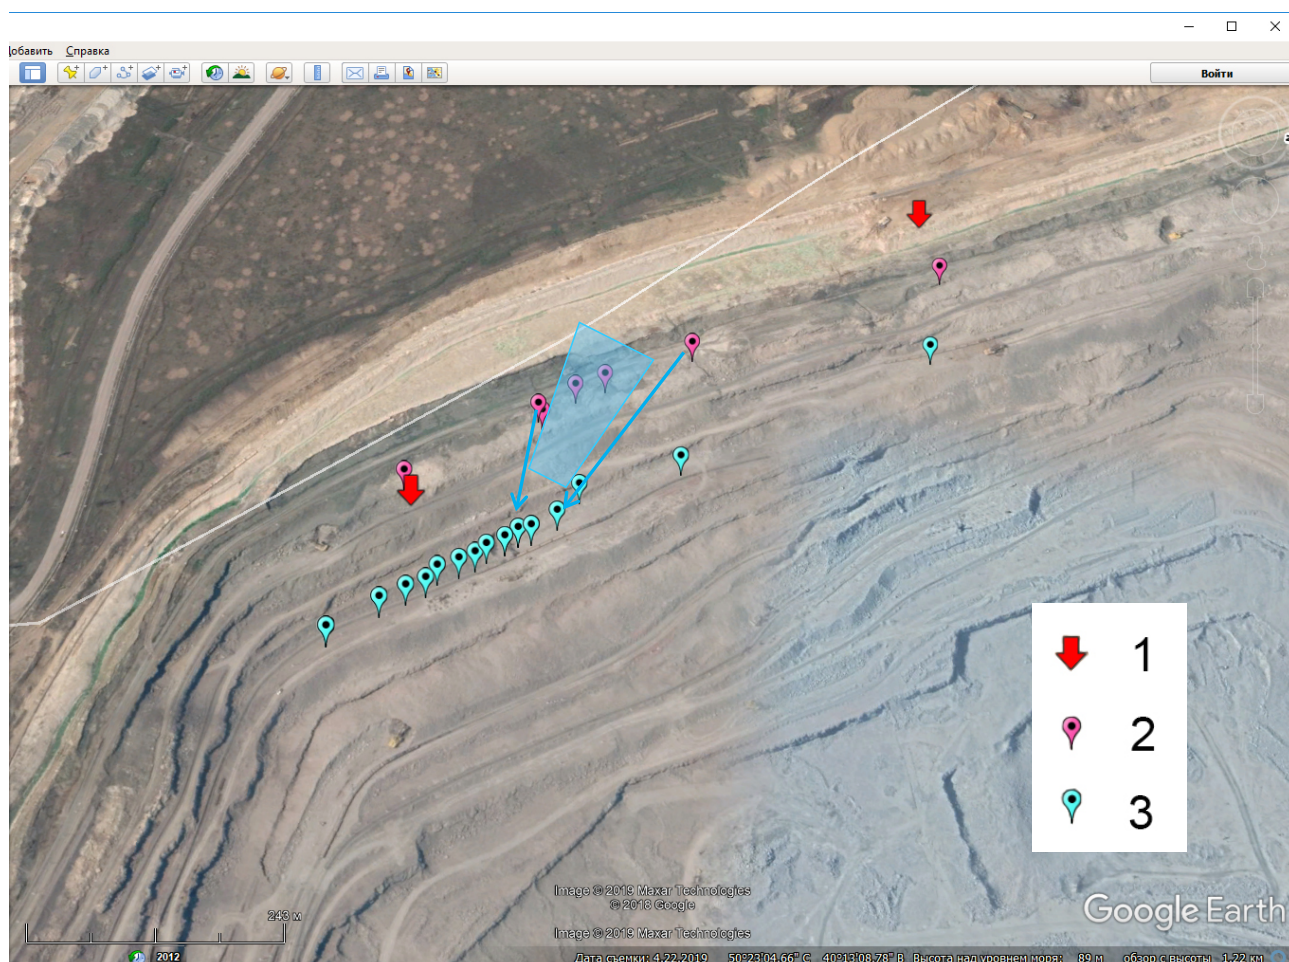 Добавить Справка
Войти
1
2
3
Image © 2019 Maxar Technologies
© 2018 Google
Image © 2019 Maxar Technologies
Google Earth
243 м
2012
Дата съемки: 4.22.2019 50°23'04.66" С 40°13'08.78" В Высота над уровнем моря: 89 м обзор с высоты 1.22 км